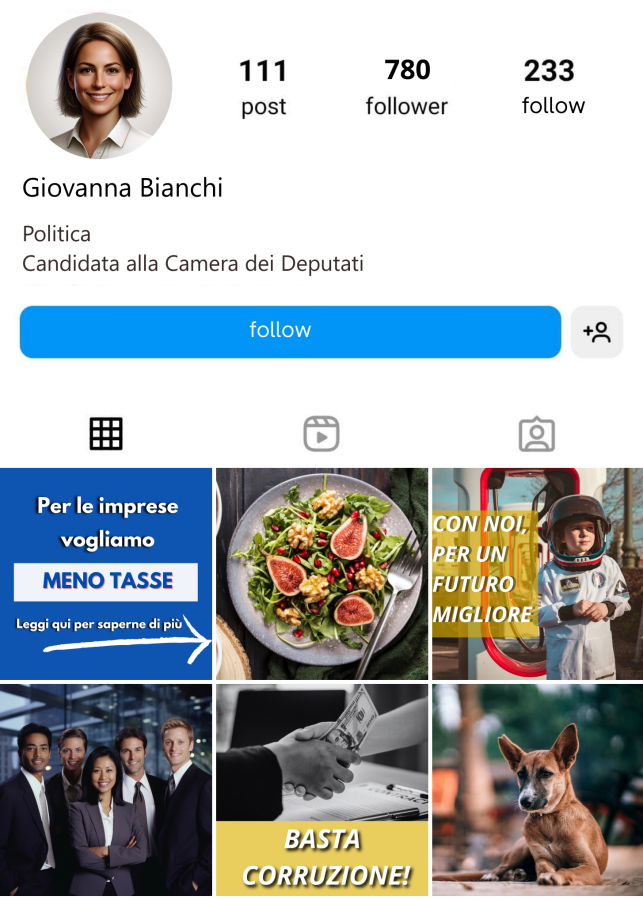 111 780 233
post follower follow
Giovanna Bianchi
Politica
Candidata alla Camera dei Deputati
follow
Per le imprese
vogliamo
MENO TASSE
Leggi qui per saperne di più
CON NOI,
PER UN
FUTURO
MIGLIORE
BASTA
CORRUZIONE!